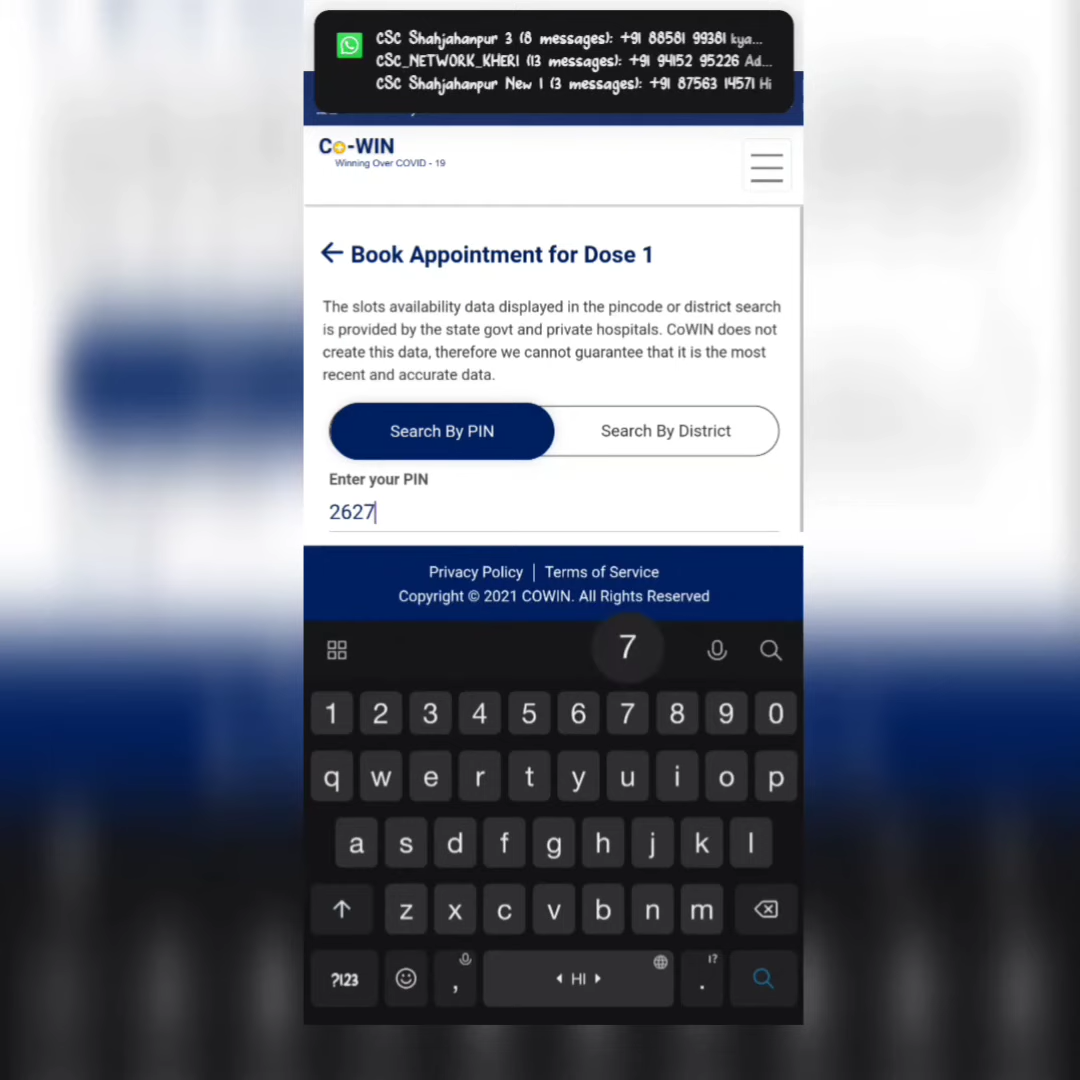 CSC Shahjahanpur 3 (8 messages): +91 88581 99381 kya...
CSC_NETWORK_KHERI (13 messages): +91 94152 95226 Ad...
CSC Shahjahanpur New 1 (3 messages): +91 87563 14571 Hi
Co-WIN
Winning Over COVID - 19
Book Appointment for Dose 1
The slots availability data displayed in the pincode or district search
is provided by the state govt and private hospitals. CoWIN does not
create this data, therefore we cannot guarantee that it is the most
recent and accurate data.
Search By PIN Search By District
Enter your PIN
2627
Privacy Policy | Terms of Service
Copyright © 2021 COWIN. All Rights Reserved
7
1 2 3 4 5 6 7 8 9 0
q w e r t y u i o p
a s d f g h j k l
z x c v b n m
?123 , HI . !?